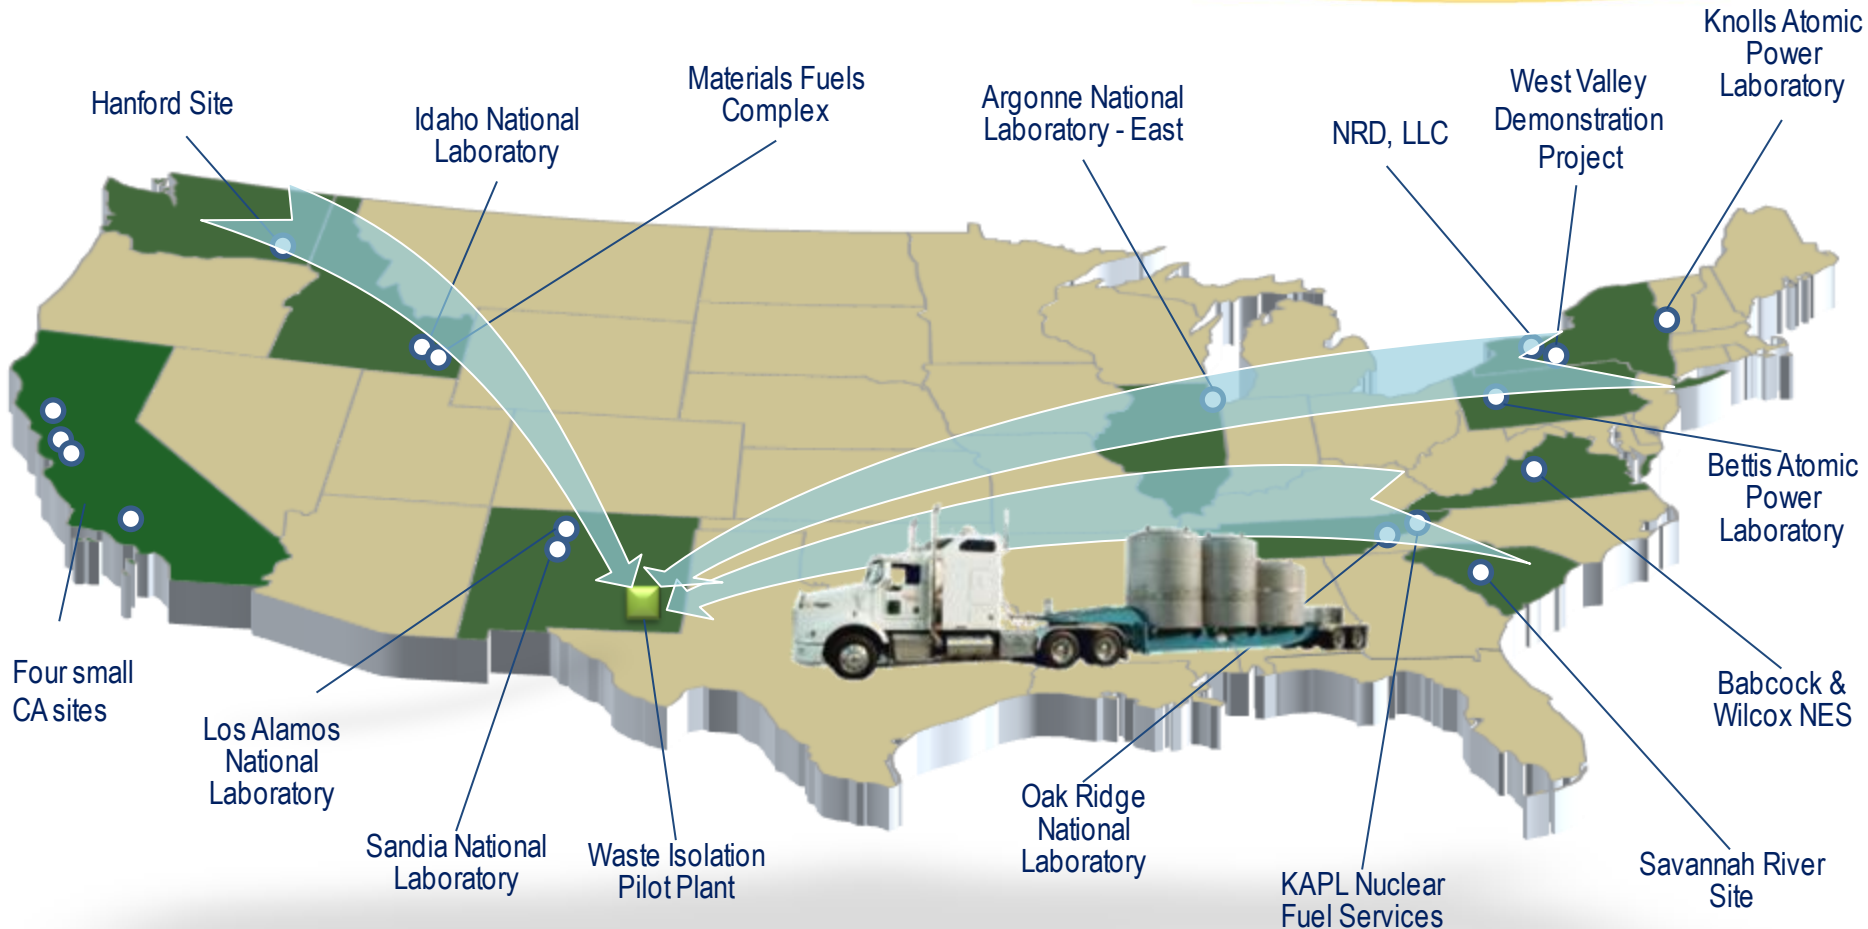 Knolls Atomic
Power
Laboratory
Materials Fuels
Complex
West Valley
Demonstration
Project
Argonne National
Laboratory - East
Hanford Site
Idaho National
Laboratory
NRD, LLC
Bettis Atomic
Power
Laboratory
Four small
CA sites
Babcock &
Wilcox NES
Los Alamos
National
Laboratory
Oak Ridge
National
Laboratory
Sandia National
Laboratory
Waste Isolation
Pilot Plant
Savannah River
Site
KAPL Nuclear
Fuel Services